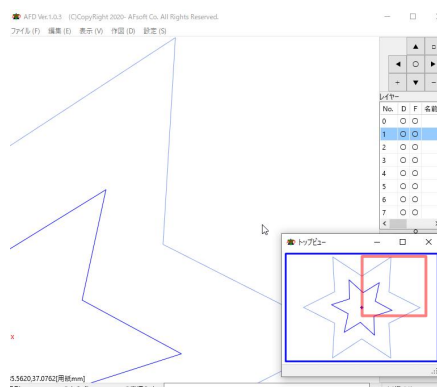 AFD Ver.1.0.3 (C)CopyRight 2020- AFsoft Co. All Rights Reserved.
ファイル (F) 編集 (E) 表示 (V) 作図 (D) 設定 (S)
レイヤー
No. D F 名前
0 ○ ○
1 ○ ○
2 ○ ○
3 ○ ○
4 ○ ○
5 ○ ○
6 ○ ○
7 ○ ○
トップビュー
x
5.5620,37.0762[用紙mm]